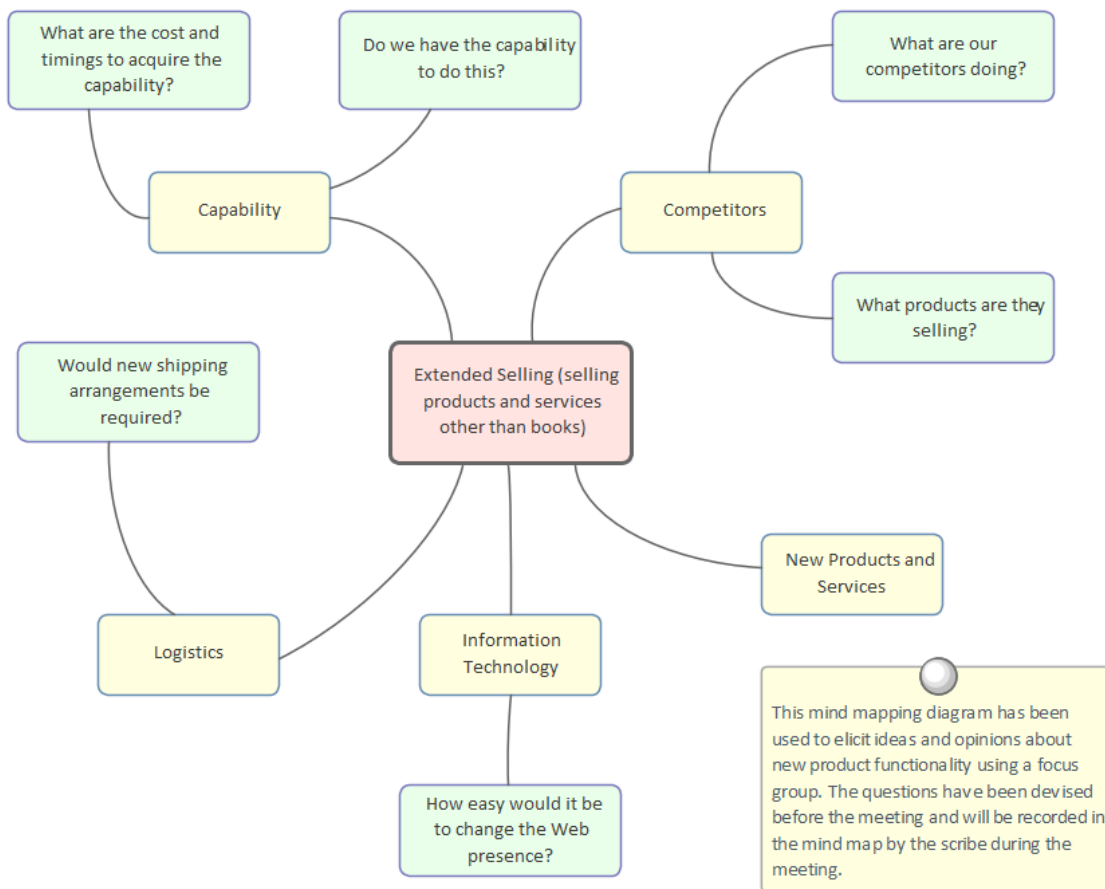 What are the cost and
timings to acquire the
capability?
Do we have the capability
to do this?
What are our
competitors doing?
Capability
Competitors
What products are they
selling?
Would new shipping
arrangements be
required?
Extended Selling (selling
products and services
other than books)
New Products and
Services
Logistics
Information
Technology
How easy would it be
to change the Web
presence?
This mind mapping diagram has been
used to elicit ideas and opinions about
new product functionality using a focus
group. The questions have been devised
before the meeting and will be recorded in
the mind map by the scribe during the
meeting.